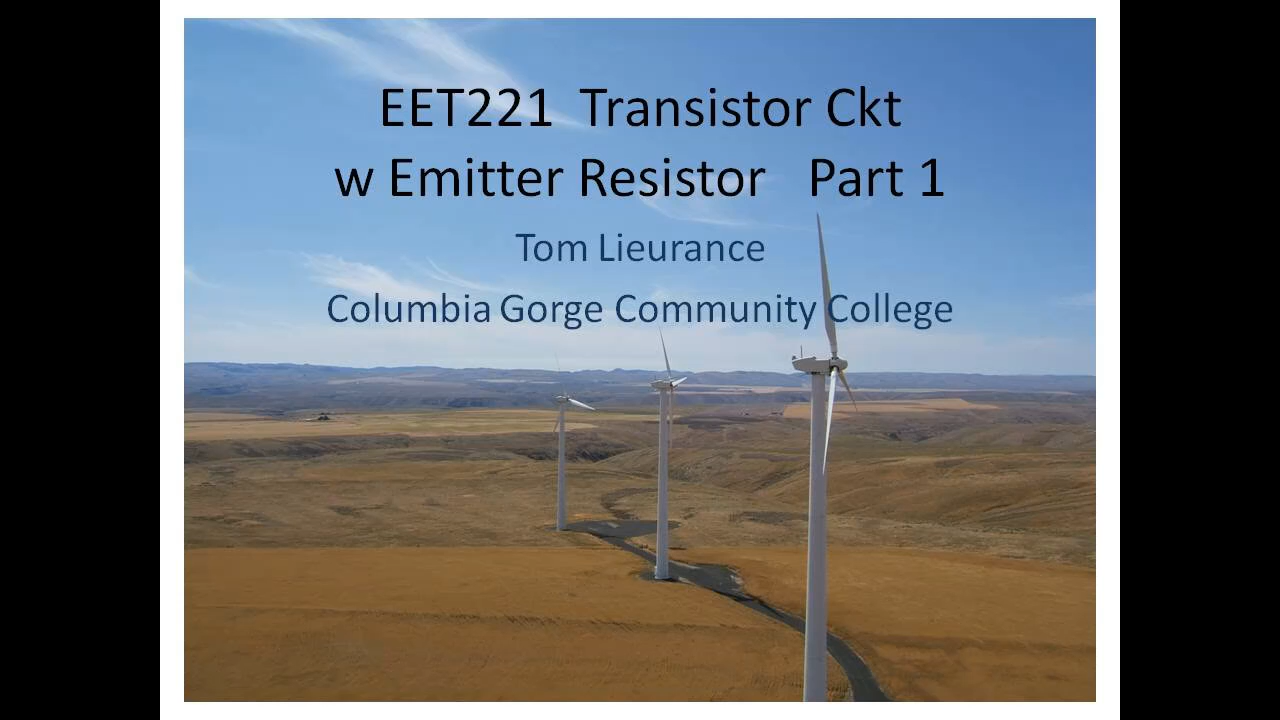 EET221  Transistor Ckt
w Emitter Resistor   Part 1
Tom Lieurance
Columbia Gorge Community College